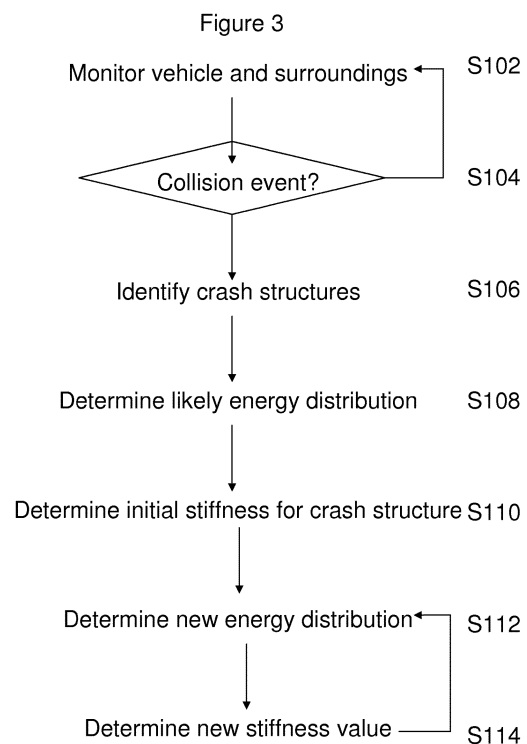 Figure 3
Monitor vehicle and surroundings S102
Collision event? S104
Identify crash structures S106
Determine likely energy distribution S108
Determine initial stiffness for crash structure S110
Determine new energy distribution S112
Determine new stiffness value S114